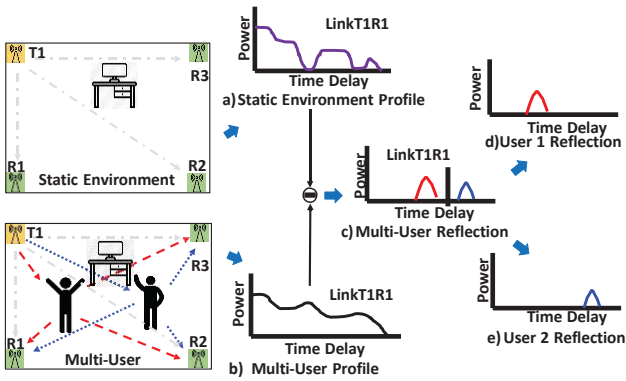 T1
R3
R1
R2
Static Environment
Power
LinkT1R1
Time Delay
a) Static Environment Profile
T1
R3
R1
R2
Multi-User
Power
LinkT1R1
Time Delay
b) Multi-User Profile
LinkT1R1
Power
Time Delay
c) Multi-User Reflection
Power
Time Delay
d) User 1 Reflection
Power
Time Delay
e) User 2 Reflection